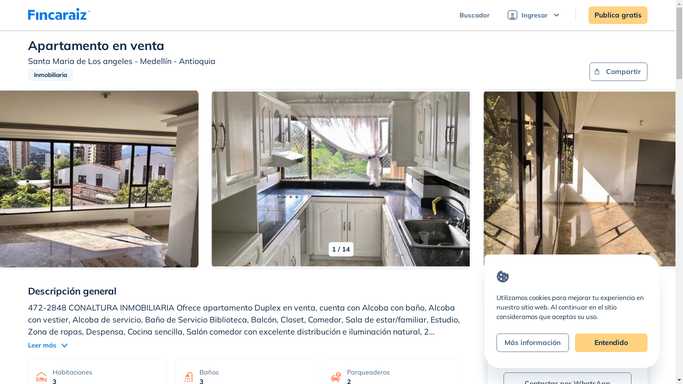 Fincaraiz
Buscador
Ingresar
Publica gratis
Apartamento en venta
Santa Maria de Los angeles - Medellín - Antioquia
Inmobiliaria
Compartir
1 / 14
Descripción general
472-2848 CONALTURA INMOBILIARIA Ofrece apartamento Duplex en venta, cuenta con Alcoba con baño, Alcoba
con vestier, Alcoba de servicio, Baño de Servicio Biblioteca, Balcón, Closet, Comedor, Sala de estar/familiar, Estudio,
Zona de ropas, Despensa, Cocina sencilla, Salón comedor con excelente distribución e iluminación natural, 2...
Leer más
Habitaciones
3
Baños
3
Parqueaderos
2
Utilizamos cookies para mejorar tu experiencia en
nuestro sitio web. Al continuar en el sitio
consideramos que aceptas su uso.
Más información
Entendido
Contactar por WhatsApp